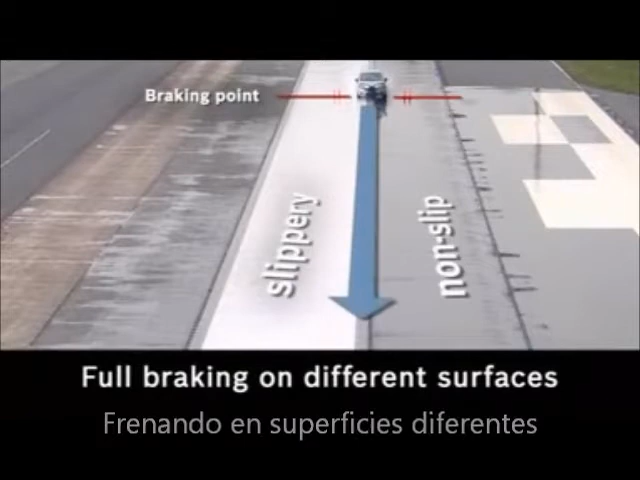 Braking point
slippery
non-slip
Full braking on different surfaces
Frenando en superficies diferentes